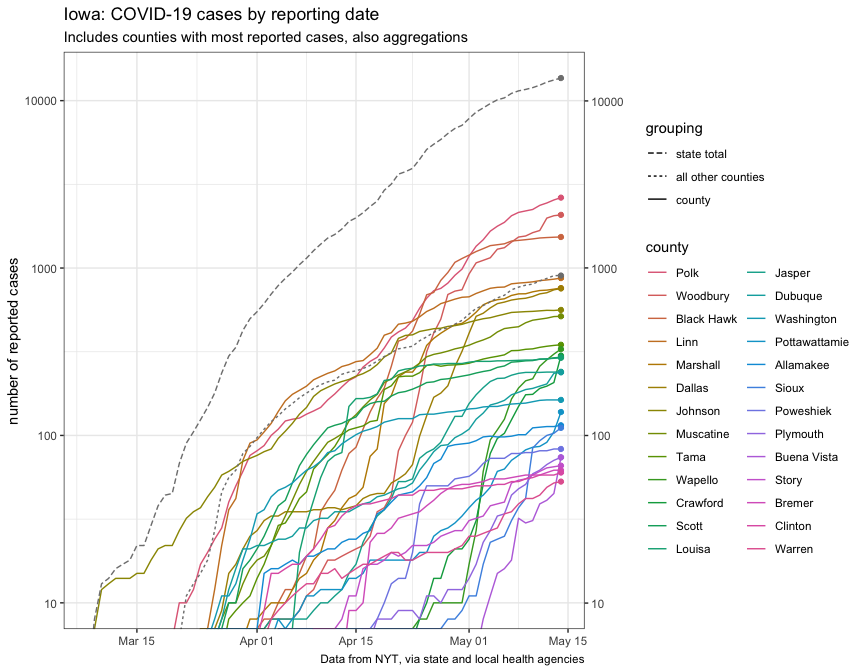 Iowa: COVID-19 cases by reporting date
Includes counties with most reported cases, also aggregations
number of reported cases
10000
1000
100
10
10000
1000
100
10
Mar 15
Apr 01
Apr 15
May 01
May 15
Data from NYT, via state and local health agencies
grouping
state total
all other counties
county
county
Polk
Woodbury
Black Hawk
Linn
Marshall
Dallas
Johnson
Muscatine
Tama
Wapello
Crawford
Scott
Louisa
Jasper
Dubuque
Washington
Pottawattamie
Allamakee
Sioux
Poweshiek
Plymouth
Buena Vista
Story
Bremer
Clinton
Warren